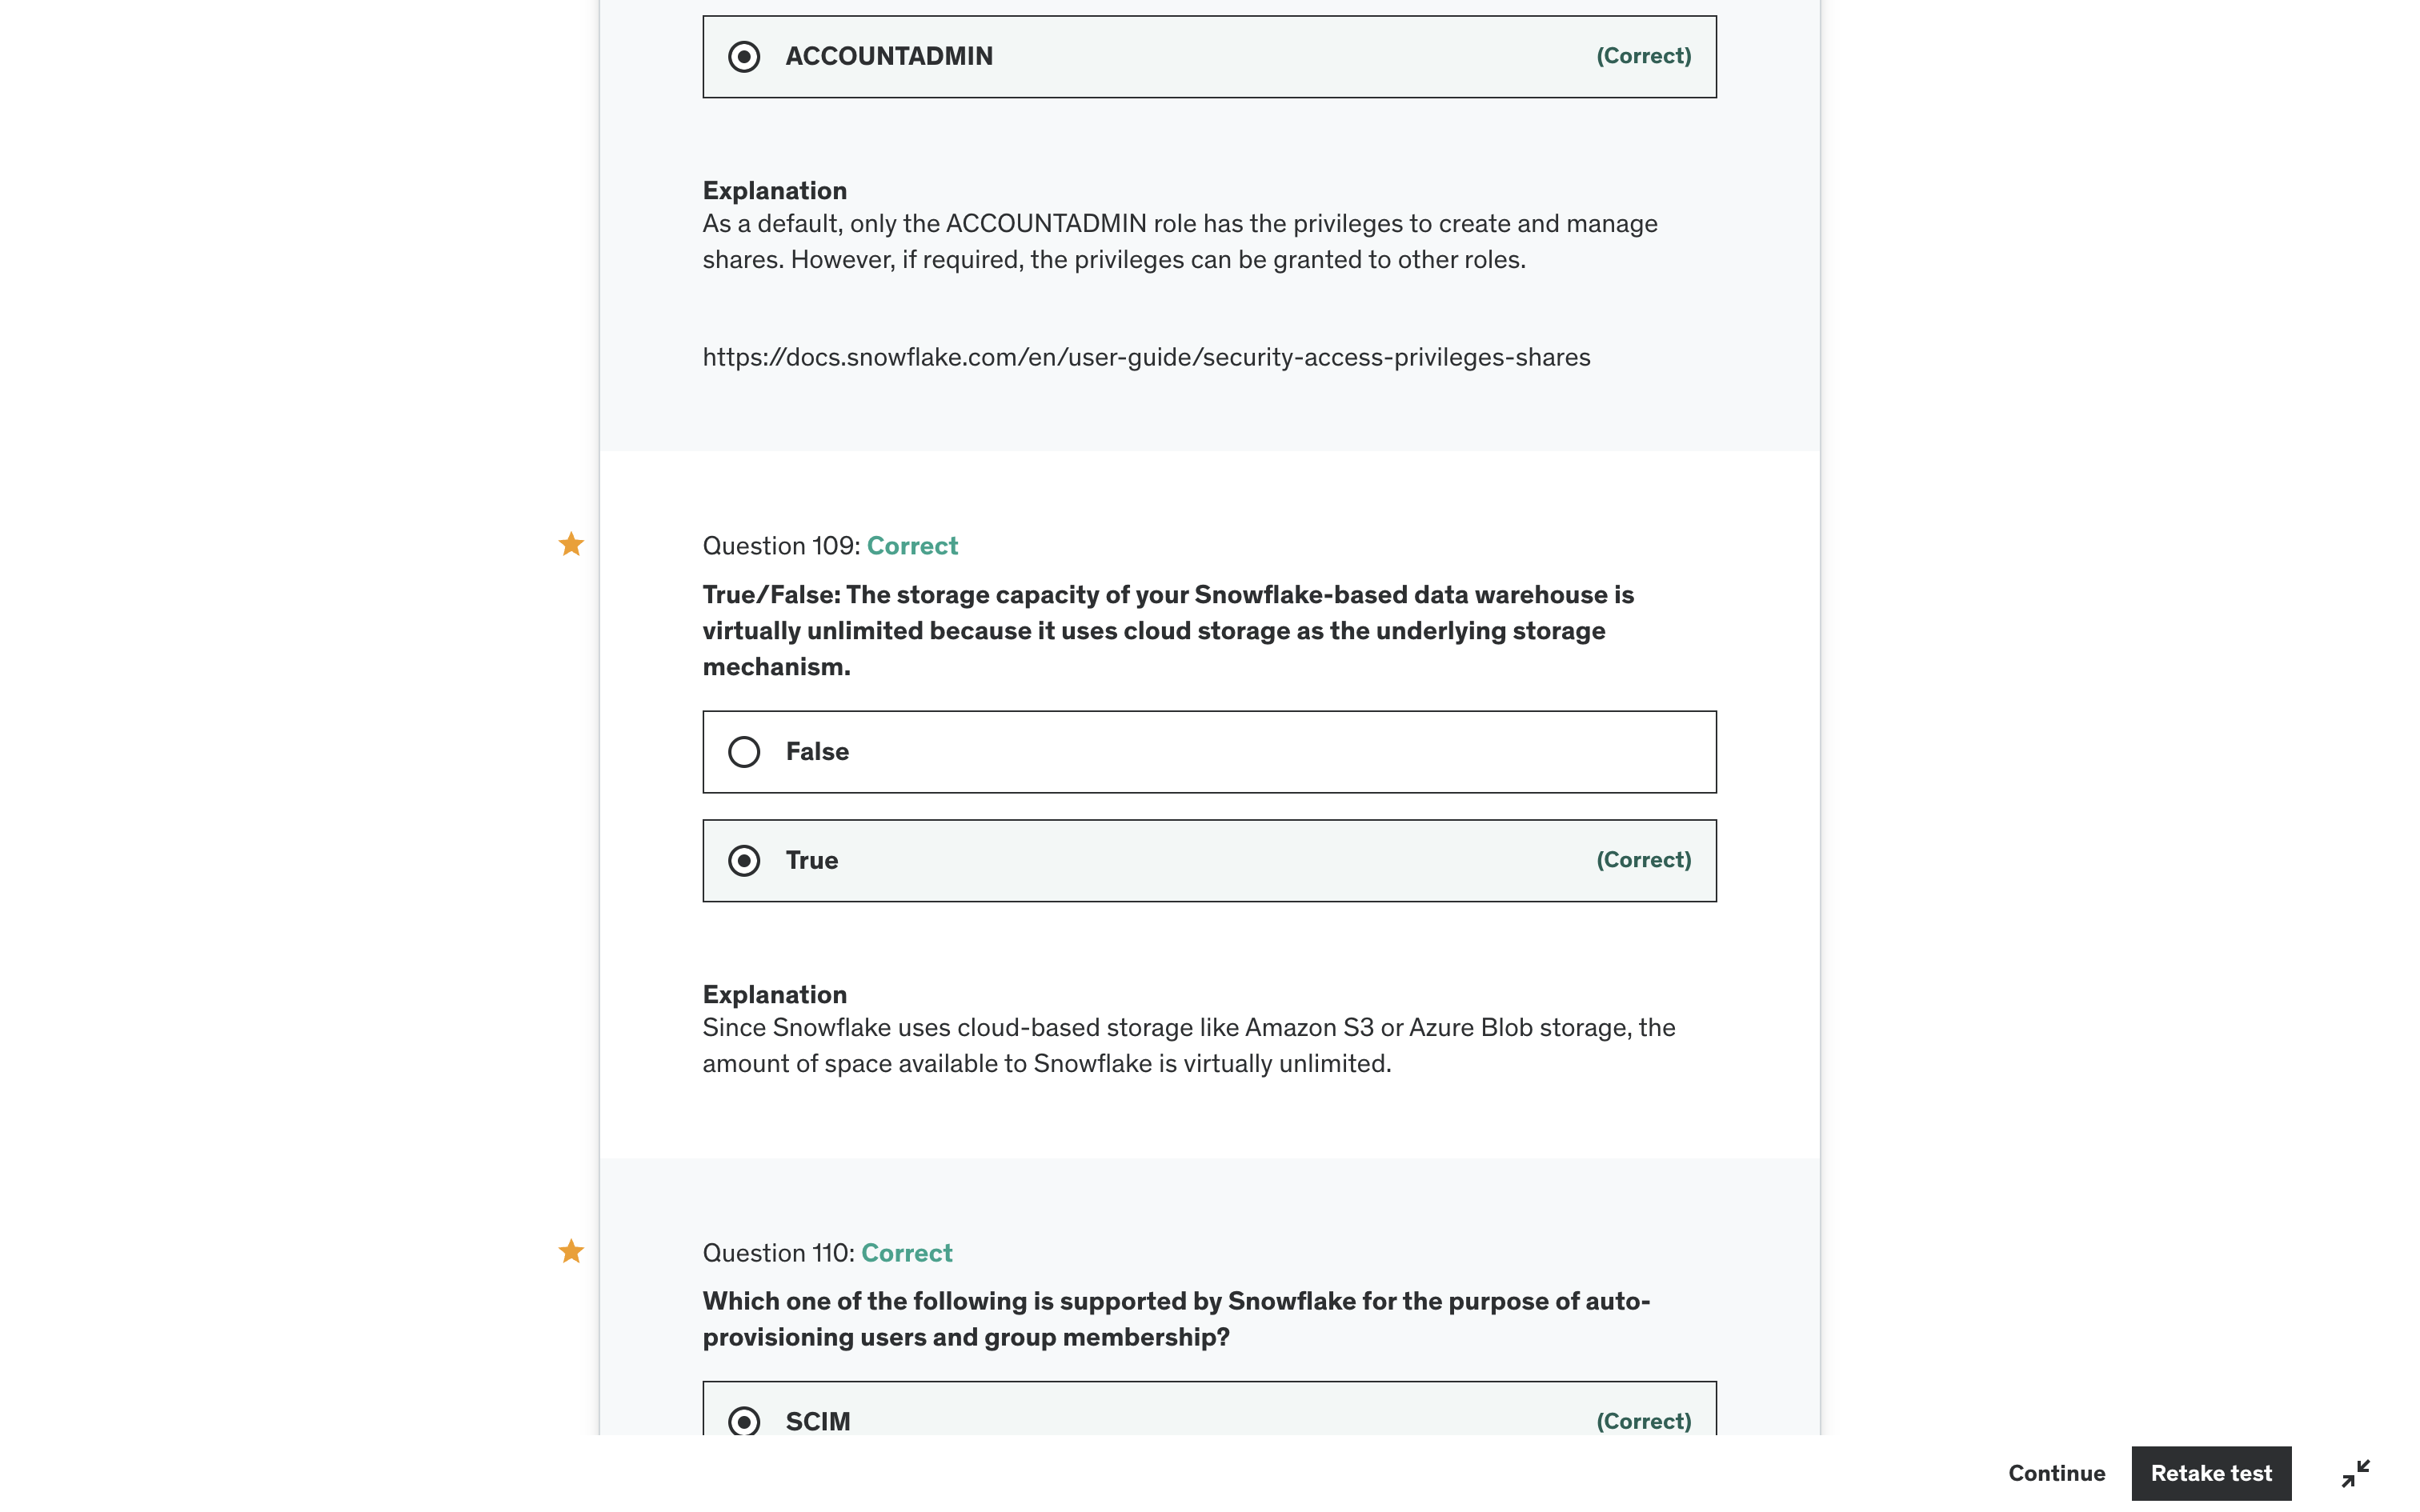 ACCOUNTADMIN (Correct)
Explanation
As a default, only the ACCOUNTADMIN role has the privileges to create and manage
shares. However, if required, the privileges can be granted to other roles.
https://docs.snowflake.com/en/user-guide/security-access-privileges-shares
Question 109: Correct
True/False: The storage capacity of your Snowflake-based data warehouse is
virtually unlimited because it uses cloud storage as the underlying storage
mechanism.
False
True (Correct)
Explanation
Since Snowflake uses cloud-based storage like Amazon S3 or Azure Blob storage, the
amount of space available to Snowflake is virtually unlimited.
Question 110: Correct
Which one of the following is supported by Snowflake for the purpose of auto-
provisioning users and group membership?
SCIM (Correct)
Continue Retake test